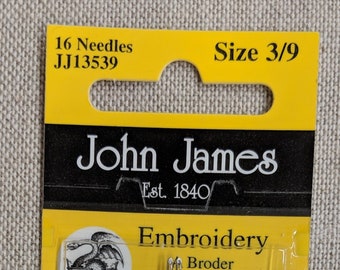 16 Needles
JJ13539
Size 3/9
John James
Est. 1840
Embroidery
à Broder